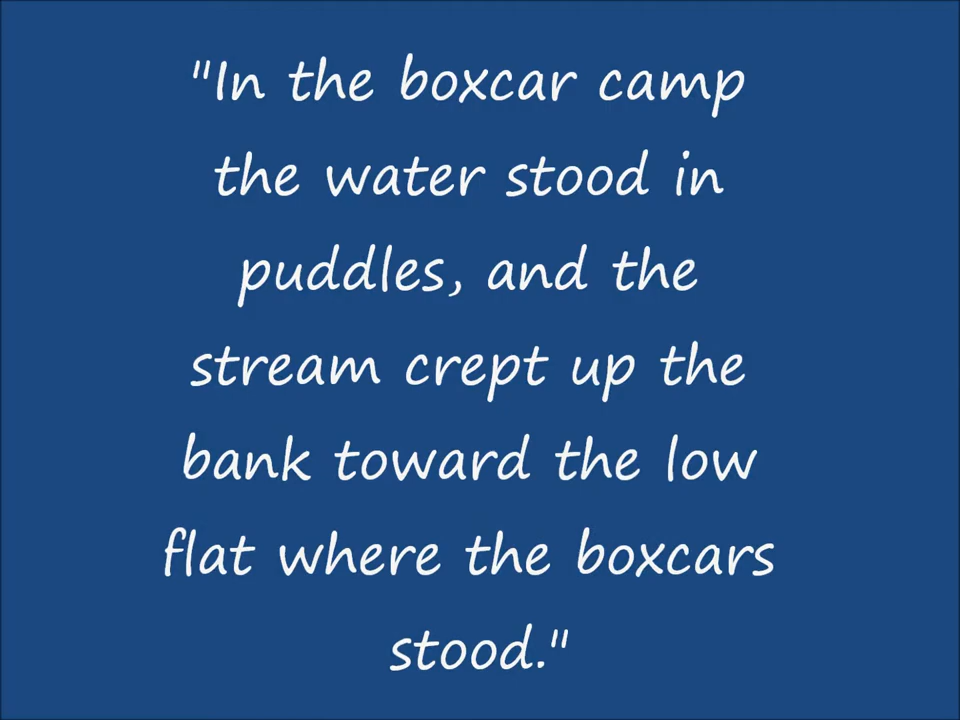 "In the boxcar camp
the water stood in
puddles, and the
stream crept up the
bank toward the low
flat where the boxcars
stood."